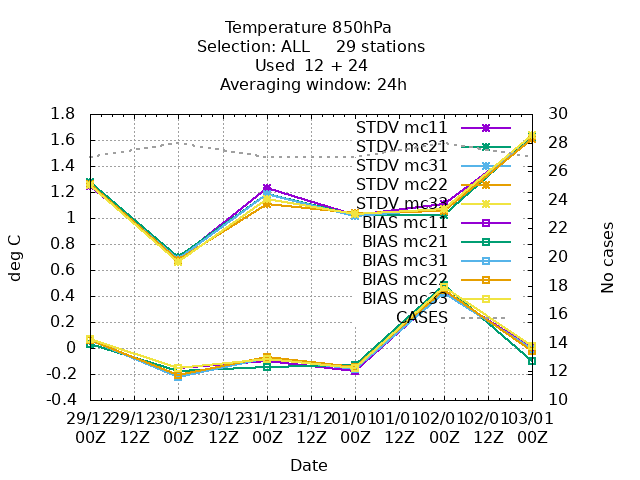 Temperature 850hPa
Selection: ALL 29 stations
Used 12 + 24
Averaging window: 24h
1.8
1.6
1.4
1.2
1
0.8
0.6
0.4
0.2
0
-0.2
-0.4
deg C
30
28
26
24
22
20
18
16
14
12
10
No cases
STDV mc11
STDV mc21
STDV mc31
STDV mc22
STDV mc33
BIAS mc11
BIAS mc21
BIAS mc31
BIAS mc22
BIAS mc33
CASES
29/12 29/12 30/12 30/12 31/12 31/12 01/01 01/01 02/01 02/01 03/01
00Z 12Z 00Z 12Z 00Z 12Z 00Z 12Z 00Z 12Z 00Z
Date